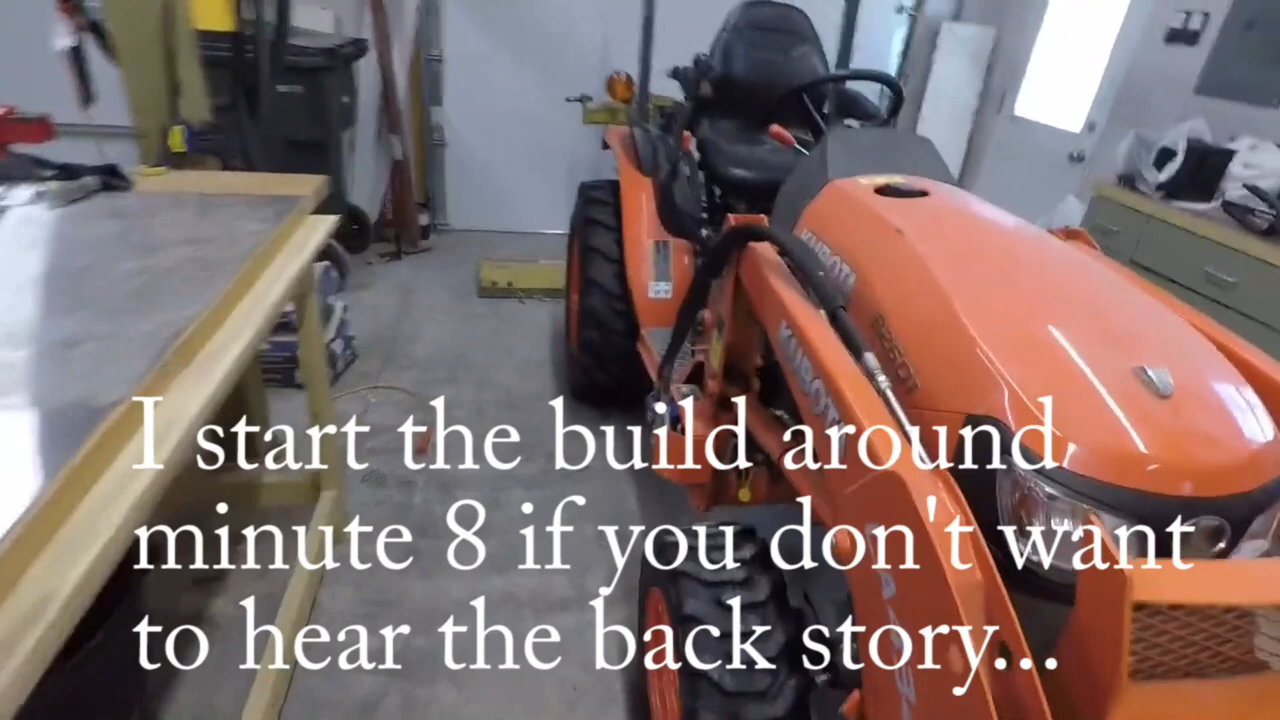 KUBOTA
KUBOTA
I start the build around
minute 8 if you don't want
to hear the back story...